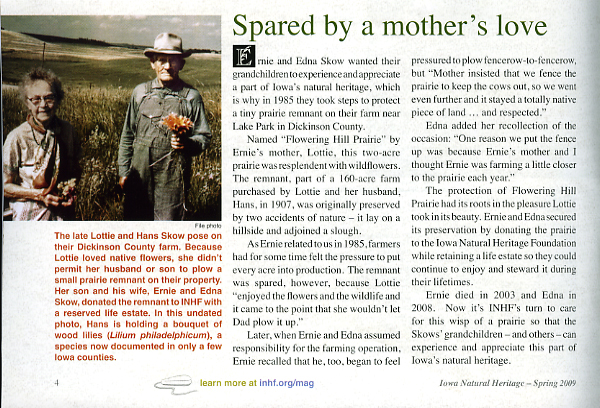 Spared by a mother's love
Ernie and Edna Skow wanted their
grandchildren to experience and appreciate
a part of Iowa's natural heritage, which
is why in 1985 they took steps to protect
a tiny prairie remnant on their farm near
Lake Park in Dickinson County.
Named "Flowering Hill Prairie" by
Ernie's mother, Lottie, this two-acre
prairie was resplendent with wildflowers.
The remnant, part of a 160-acre farm
purchased by Lottie and her husband,
Hans, in 1907, was originally preserved
by two accidents of nature – it lay on a
hillside and adjoined a slough.
As Ernie related to us in 1985, farmers
had for some time felt the pressure to put
every acre into production. The remnant
was spared, however, because Lottie
"enjoyed the flowers and the wildlife and
it came to the point that she wouldn't let
Dad plow it up."
Later, when Ernie and Edna assumed
responsibility for the farming operation,
Ernie recalled that he, too, began to feel
pressured to plow fencerow-to-fencerow,
but "Mother insisted that we fence the
prairie to keep the cows out, so we went
even further and it stayed a totally native
piece of land … and respected."
Edna added her recollection of the
occasion: "One reason we put the fence
up was because Ernie's mother and I
thought Ernie was farming a little closer
to the prairie each year."
The protection of Flowering Hill
Prairie had its roots in the pleasure Lottie
took in its beauty. Ernie and Edna secured
its preservation by donating the prairie
to the Iowa Natural Heritage Foundation
while retaining a life estate so they could
continue to enjoy and steward it during
their lifetimes.
Ernie died in 2003 and Edna in
2008. Now it's INHF's turn to care
for this wisp of a prairie so that the
Skows' grandchildren – and others – can
experience and appreciate this part of
Iowa's natural heritage.
File photo
The late Lottie and Hans Skow pose on
their Dickinson County farm. Because
Lottie loved native flowers, she didn't
permit her husband or son to plow a
small prairie remnant on their property.
Her son and his wife, Ernie and Edna
Skow, donated the remnant to INHF with
a reserved life estate. In this undated
photo, Hans is holding a bouquet of
wood lilies (Lilium philadelphicum), a
species now documented in only a few
Iowa counties.
4
learn more at inhf.org/mag
Iowa Natural Heritage – Spring 2009